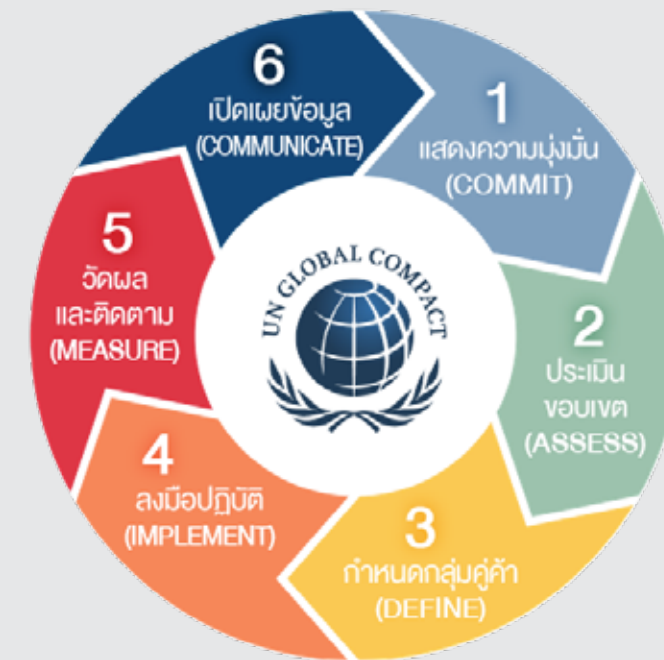 1
แสดงความมุ่งมั่น
(COMMIT)
2
ประเมิน
ขอบเขต
(ASSESS)
3
กำหนดกลุ่มคู่ค้า
(DEFINE)
4
ลงมือปฏิบัติ
(IMPLEMENT)
5
วัดผล
และติดตาม
(MEASURE)
6
เปิดเผยข้อมูล
(COMMUNICATE)
UN GLOBAL COMPACT